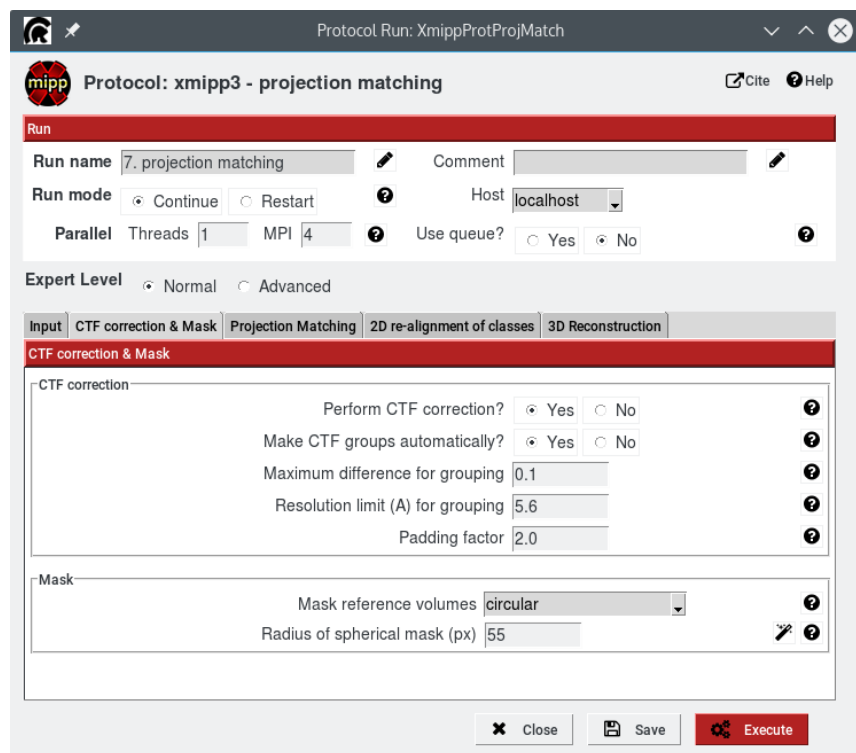 Protocol Run: XmippProtProjMatch
mipp Protocol: xmipp3 - projection matching Cite Help
Run
Run name 7. projection matching Comment
Run mode Continue Restart Host localhost
Parallel Threads 1 MPI 4 Use queue? Yes No
Expert Level Normal Advanced
Input CTF correction & Mask Projection Matching 2D re-alignment of classes 3D Reconstruction
CTF correction & Mask
CTF correction
Perform CTF correction? Yes No
Make CTF groups automatically? Yes No
Maximum difference for grouping 0.1
Resolution limit (A) for grouping 5.6
Padding factor 2.0
Mask
Mask reference volumes circular
Radius of spherical mask (px) 55
Close Save Execute